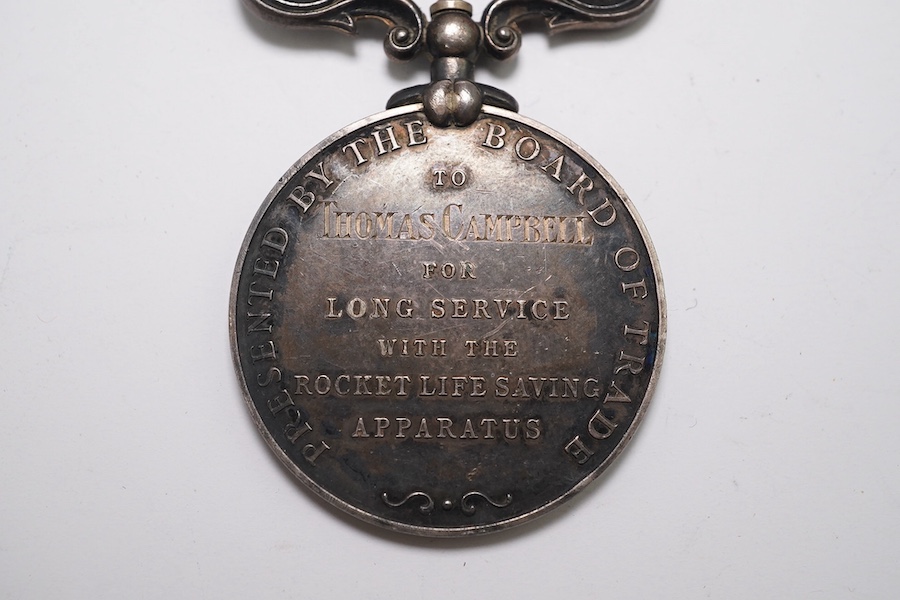 PRESENTED BY THE BOARD OF TRADE
TO
THOMAS CAMPBELL
FOR
LONG SERVICE
WITH THE
ROCKET LIFE SAVING
APPARATUS